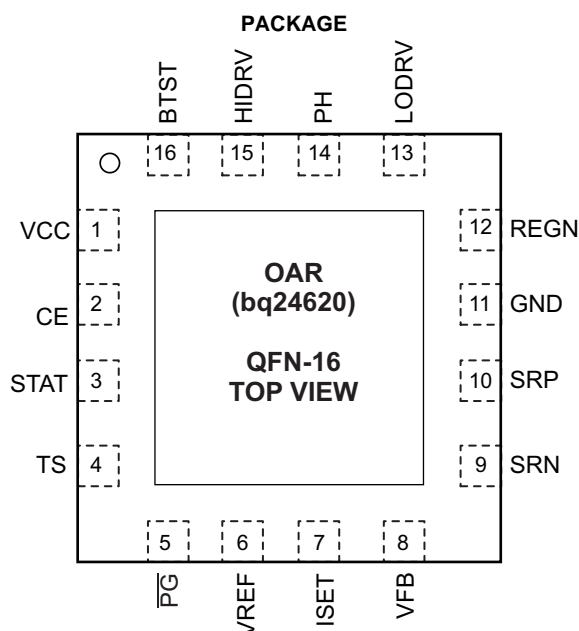 PACKAGE
BTST
HIDRV
PH
LODRV
16
15
14
13
VCC
1
12
REGN
CE
2
11
GND
STAT
3
10
SRP
TS
4
9
SRN
OAR
(bq24620)
QFN-16
TOP VIEW
5
6
7
8
PG
VREF
ISET
VFB